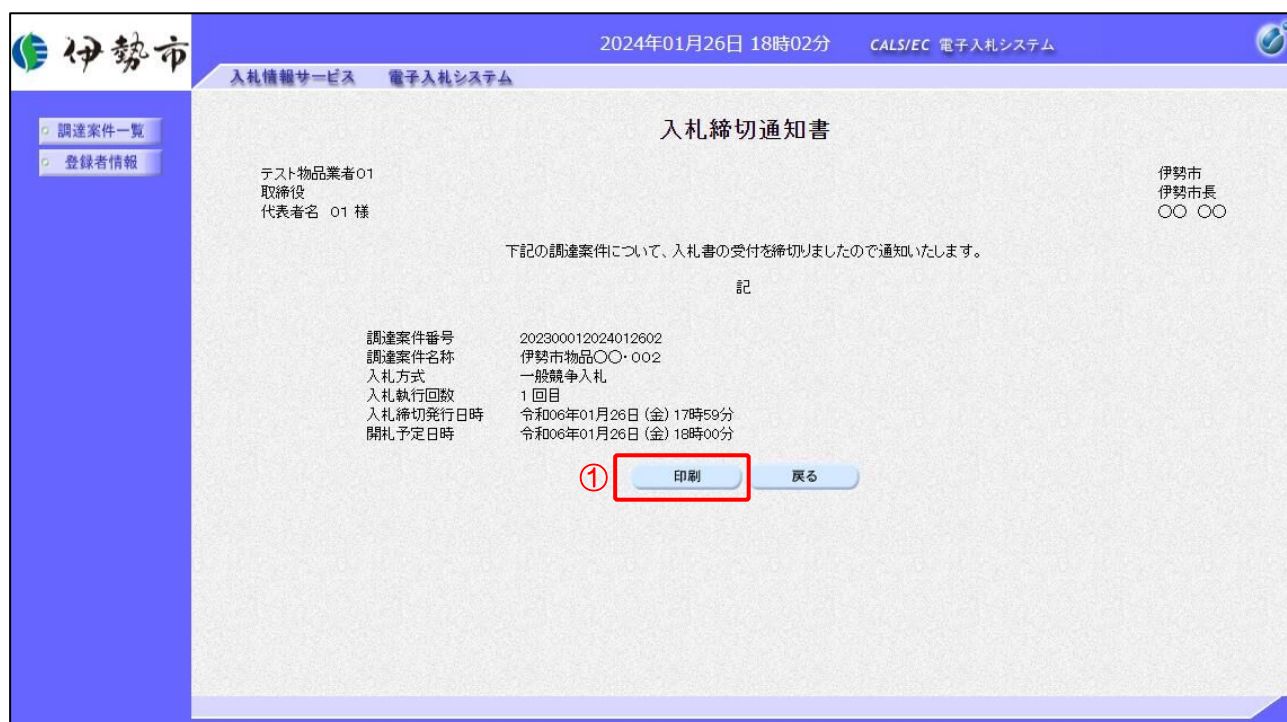 伊勢市
2024年01月26日 18時02分 CALS/EC 電子入札システム
入札情報サービス 電子入札システム
調達案件一覧
登録者情報
入札締切通知書
テスト物品業者01
取締役
代表者名 01 様
伊勢市
伊勢市長
〇〇 〇〇
下記の調達案件について、入札書の受付を締切りましたので通知いたします。
記
調達案件番号 202300012024012602
調達案件名称 伊勢市物品〇〇・002
入札方式 一般競争入札
入札執行回数 1回目
入札締切発行日時 令和06年01月26日(金)17時59分
開札予定日時 令和06年01月26日(金)18時00分
① 印刷 戻る